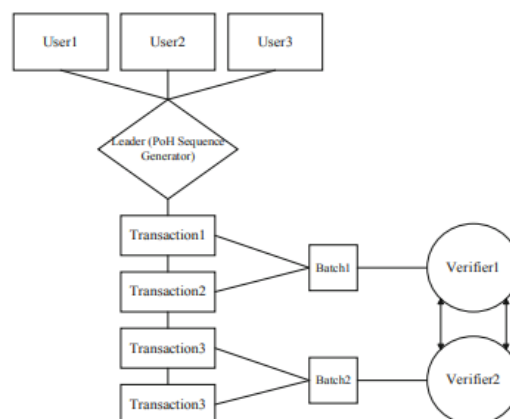 User1
User2
User3
Leader (PoH Sequence
Generator)
Transaction1
Batch1
Verifier1
Transaction2
Transaction3
Batch2
Verifier2
Transaction3